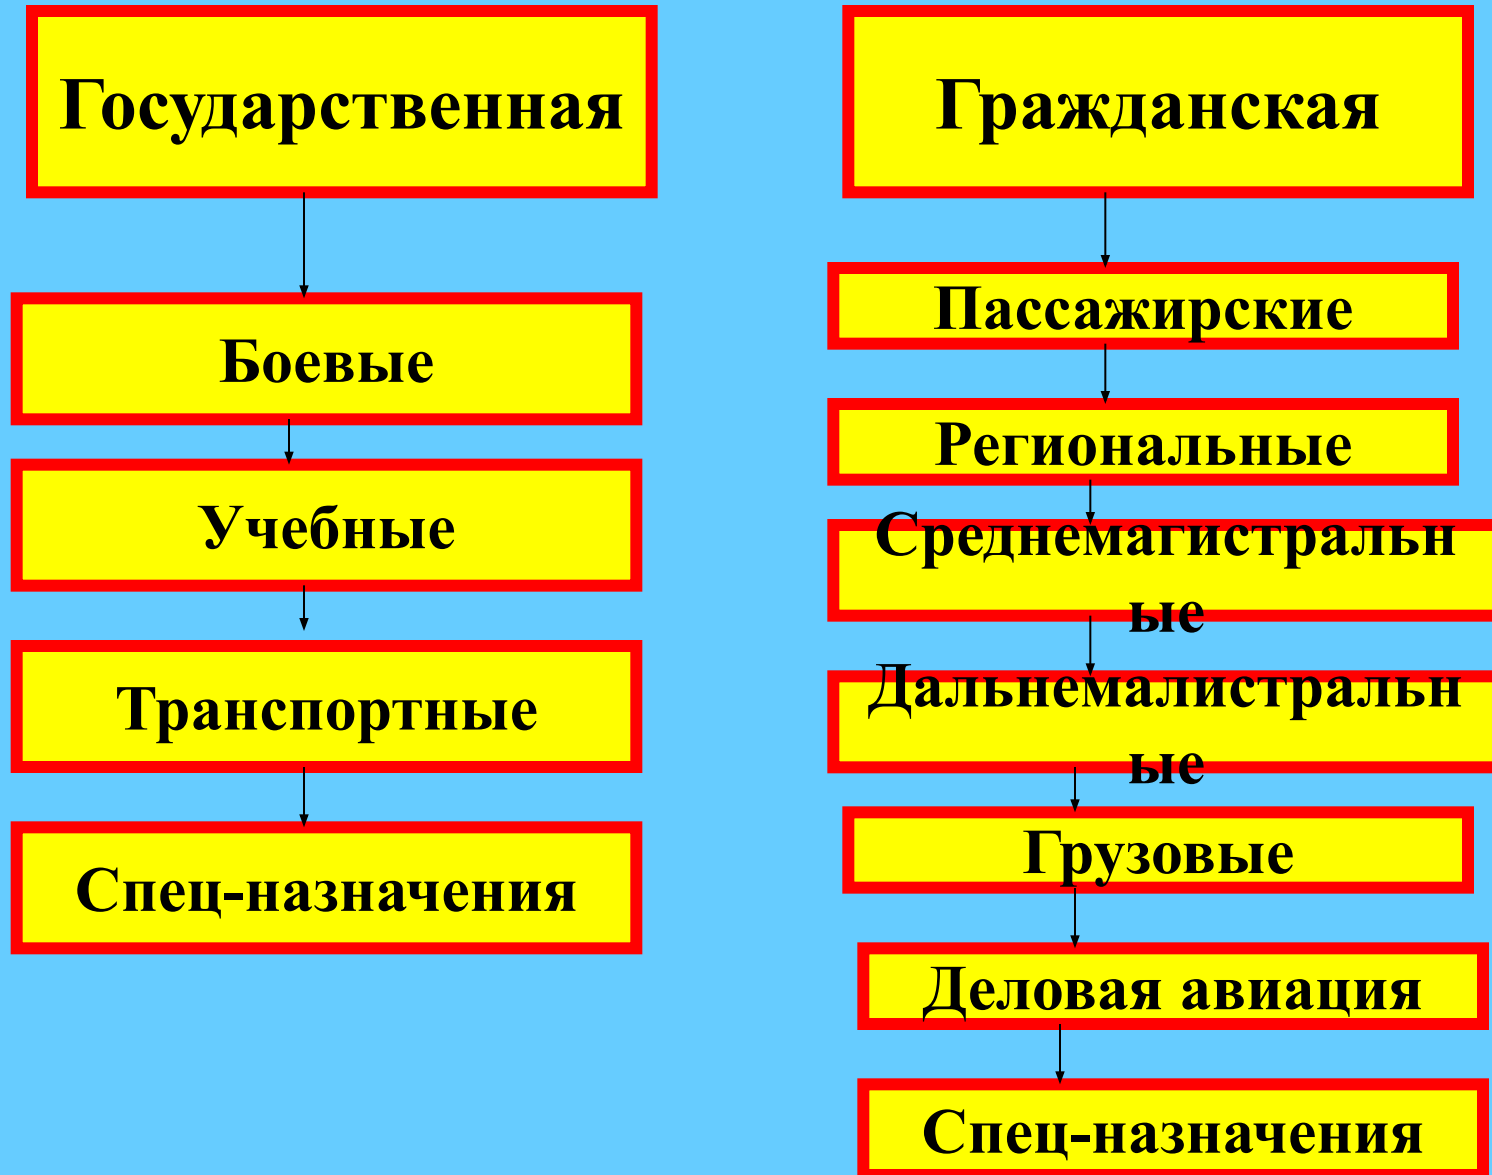 Государственная
Боевые
Учебные
Транспортные
Спец-назначения
Гражданская
Пассажирские
Региональные
Среднемагистральн
ые
Дальнемалистральн
ые
Грузовые
Деловая авиация
Спец-назначения